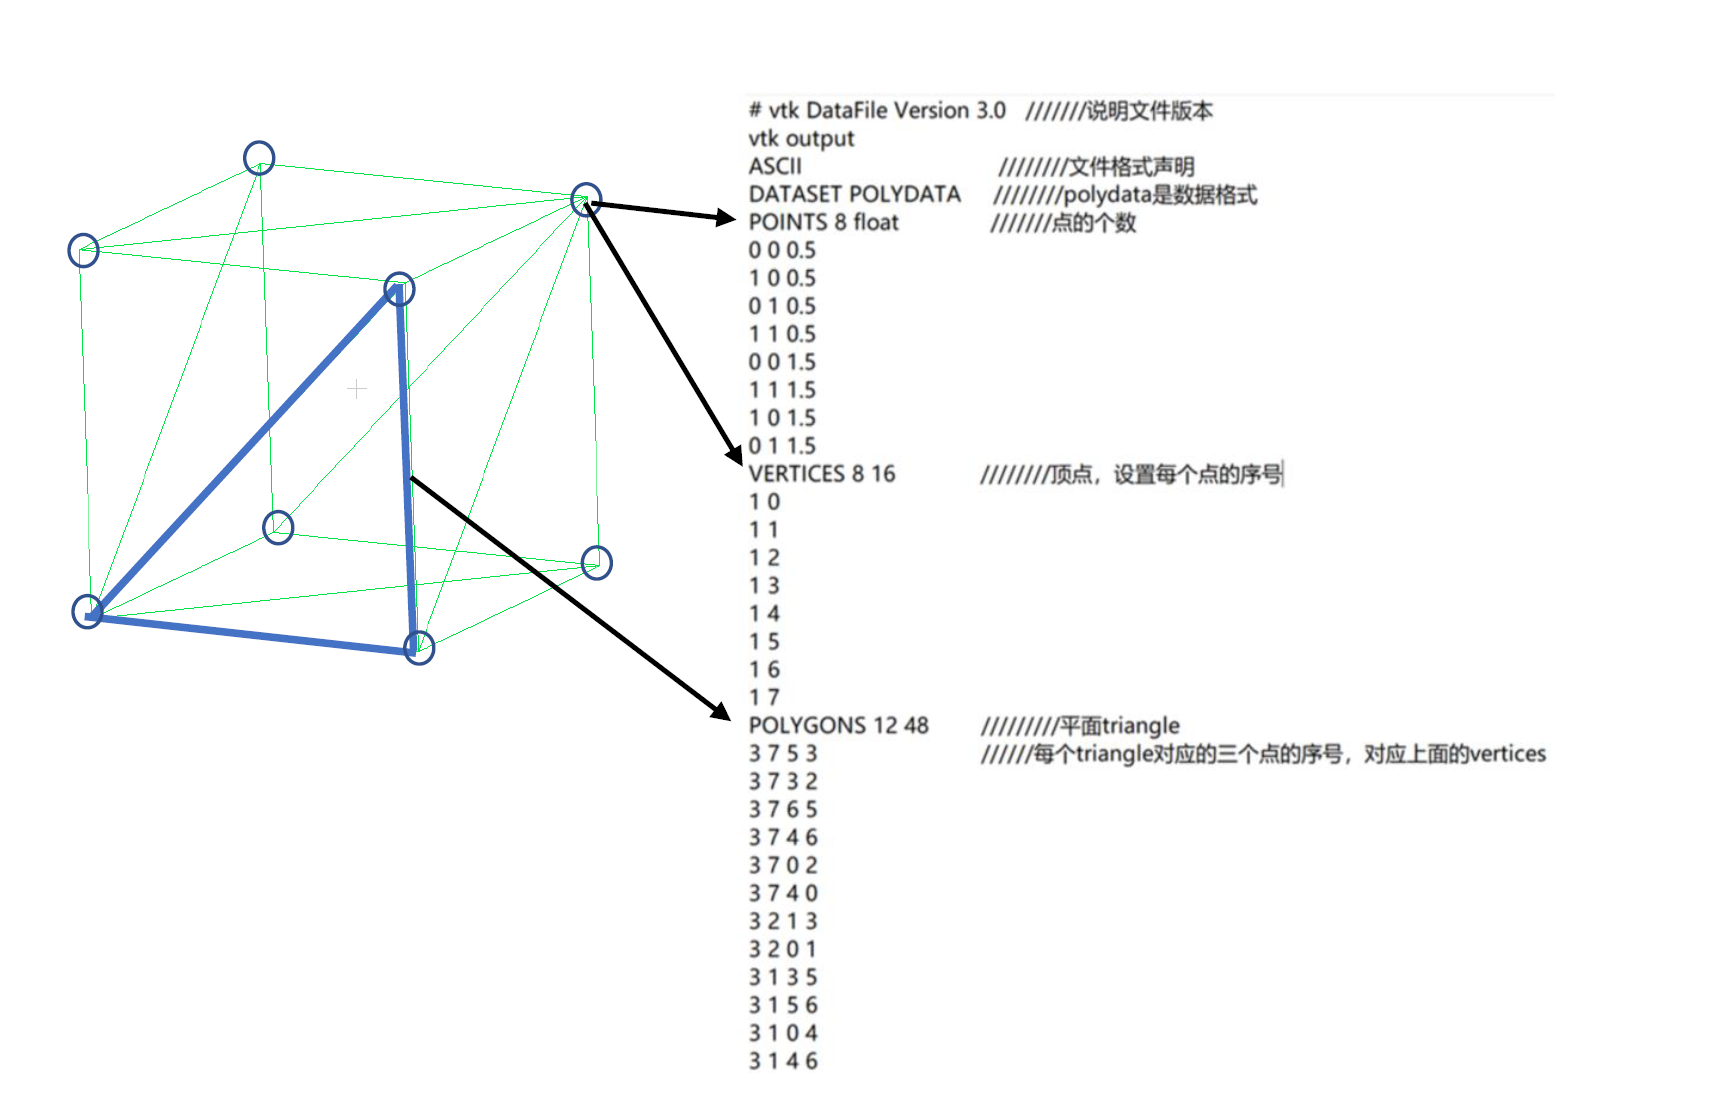 # vtk DataFile Version 3.0 ///////说明文件版本
vtk output
ASCII ////////文件格式声明
DATASET POLYDATA ////////polydata是数据格式
POINTS 8 float ///////点的个数
0 0 0.5
1 0 0.5
0 1 0.5
1 1 0.5
0 0 1.5
1 1 1.5
1 0 1.5
0 1 1.5
VERTICES 8 16 ////////顶点，设置每个点的序号
1 0
1 1
1 2
1 3
1 4
1 5
1 6
1 7
POLYGONS 12 48 /////////平面triangle
3 7 5 3 //////每个triangle对应的三个点的序号，对应上面的vertices
3 7 3 2
3 7 6 5
3 7 4 6
3 7 0 2
3 7 4 0
3 2 1 3
3 2 0 1
3 1 3 5
3 1 5 6
3 1 0 4
3 1 4 6